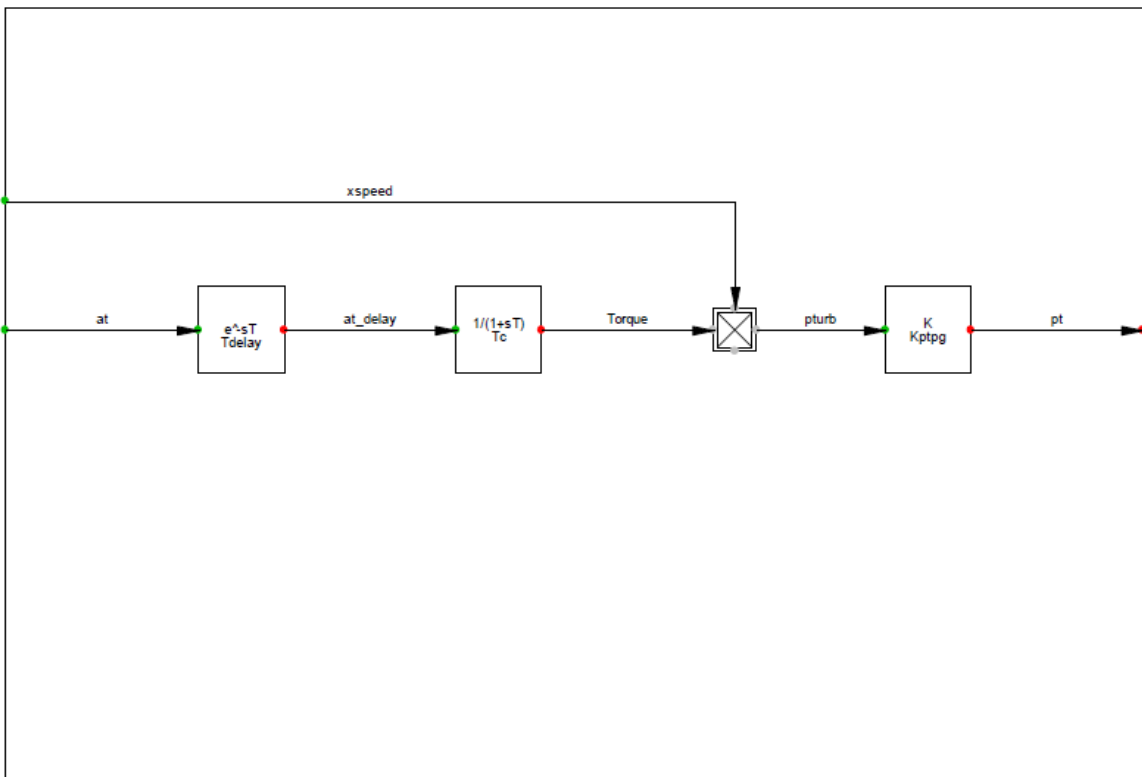 xspeed
at
e^-sT
Tdelay
at_delay
1/(1+sT)
Tc
Torque
pturb
K
Kptpg
pt